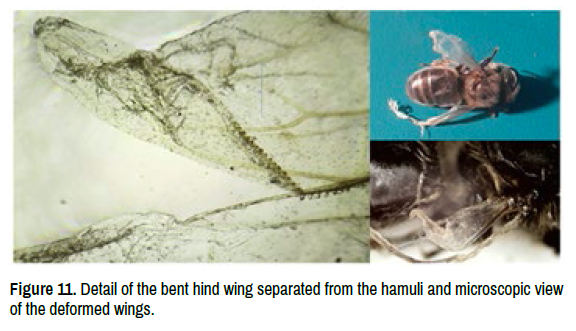 Figure 11. Detail of the bent hind wing separated from the hamuli and microscopic view
of the deformed wings.